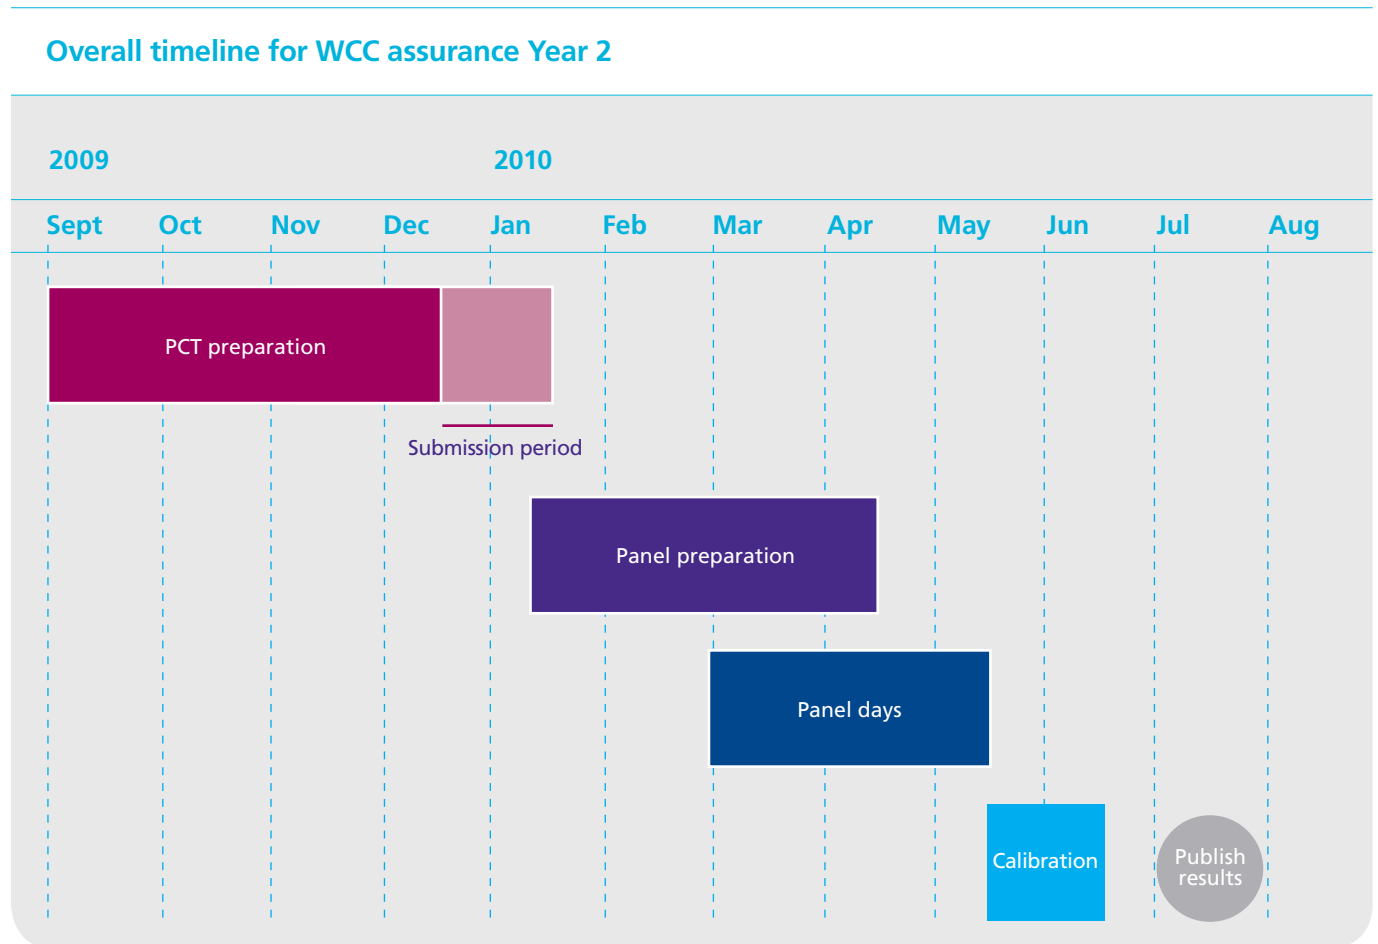 Overall timeline for WCC assurance Year 2
2009 2010
Sept Oct Nov Dec Jan Feb Mar Apr May Jun Jul Aug
PCT preparation
Submission period
Panel preparation
Panel days
Calibration
Publish
results